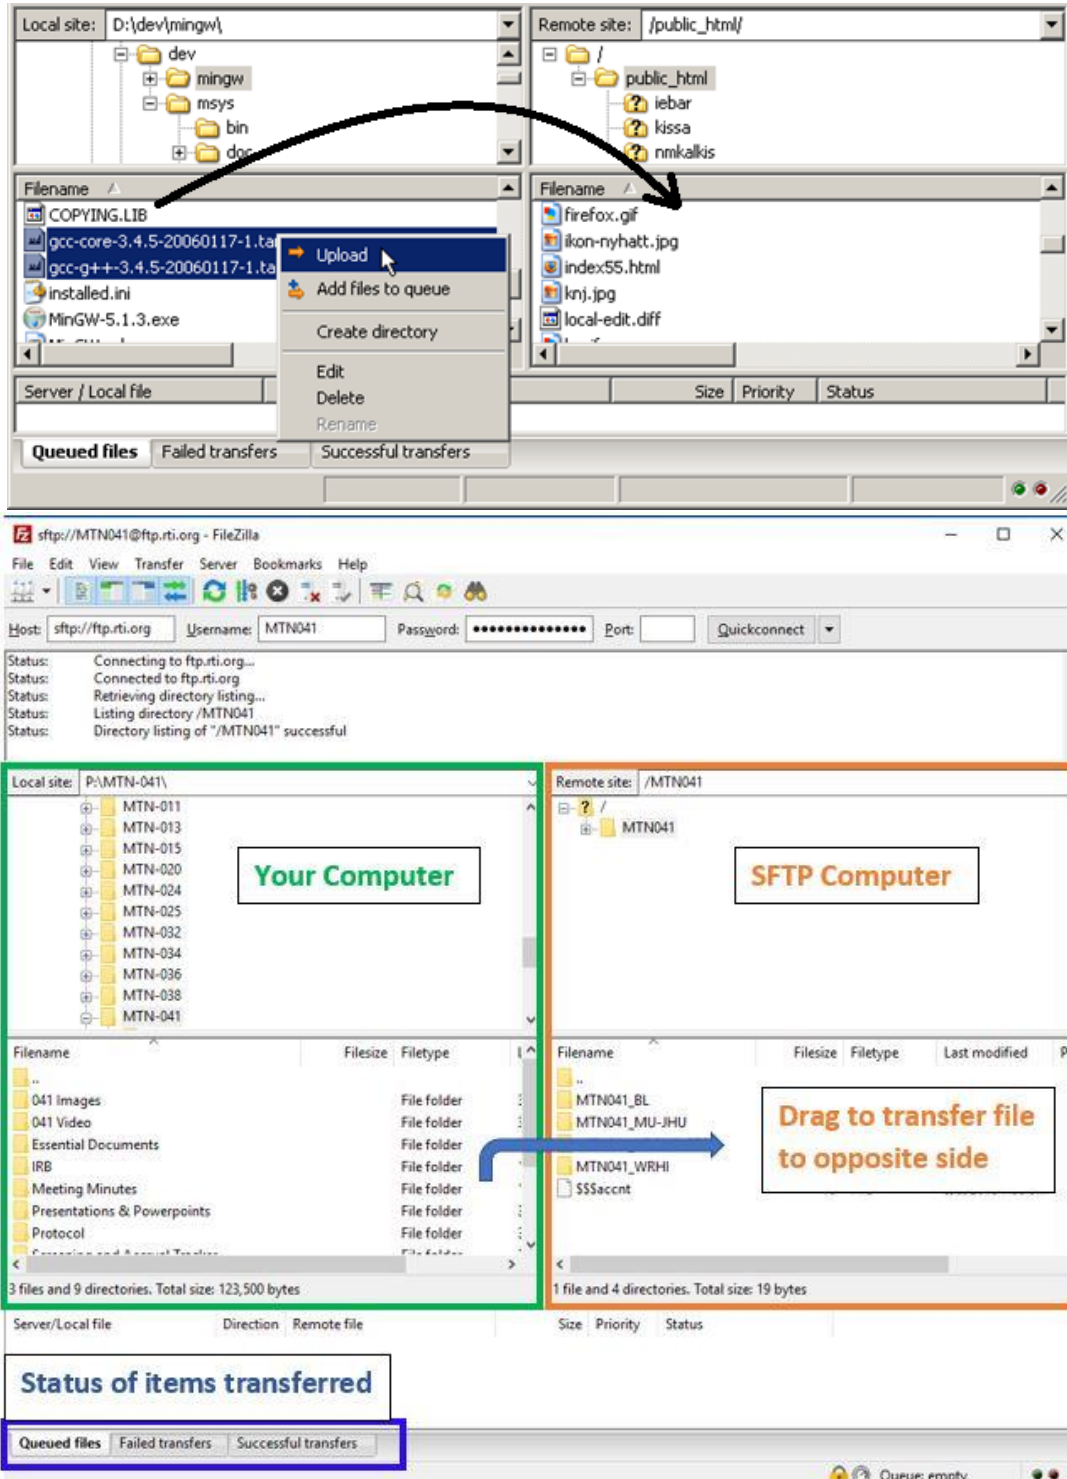 Local site: D:\dev\mingw\
dev
mingw
msys
bin
doc
Remote site: /public_html/
/
public_html
iebar
kissa
nmkalkis
Filename
COPYING.LIB
gcc-core-3.4.5-20060117-1.ta
gcc-g++-3.4.5-20060117-1.ta
installed.ini
MinGW-5.1.3.exe
Upload
Add files to queue
Create directory
Edit
Delete
Rename
Filename
firefox.gif
ikon-nyhatt.jpg
index55.html
knj.jpg
local-edit.diff
Server / Local file Size Priority Status
Queued files Failed transfers Successful transfers
sftp://MTN041@ftp.rti.org - FileZilla
File Edit View Transfer Server Bookmarks Help
Host: sftp://ftp.rti.org Username: MTN041 Password: ●●●●●●●●●●●●●● Port: Quickconnect
Status: Connecting to ftp.rti.org...
Status: Connected to ftp.rti.org
Status: Retrieving directory listing...
Status: Listing directory /MTN041
Status: Directory listing of "/MTN041" successful
Local site: P:\MTN-041\
MTN-011
MTN-013
MTN-015
MTN-020
MTN-024
MTN-025
MTN-032
MTN-034
MTN-036
MTN-038
MTN-041
Your Computer
Remote site: /MTN041
/
MTN041
SFTP Computer
Filename Filesize Filetype
..
041 Images File folder
041 Video File folder
Essential Documents File folder
IRB File folder
Meeting Minutes File folder
Presentations & Powerpoints File folder
Protocol File folder
3 files and 9 directories. Total size: 123,500 bytes
Filename Filesize Filetype Last modified P
..
MTN041_BL
MTN041_MU-JHU
MTN041_WRHI
$$$accnt
Drag to transfer file
to opposite side
1 file and 4 directories. Total size: 19 bytes
Server/Local file Direction Remote file Size Priority Status
Status of items transferred
Queued files Failed transfers Successful transfers
Queue: empty